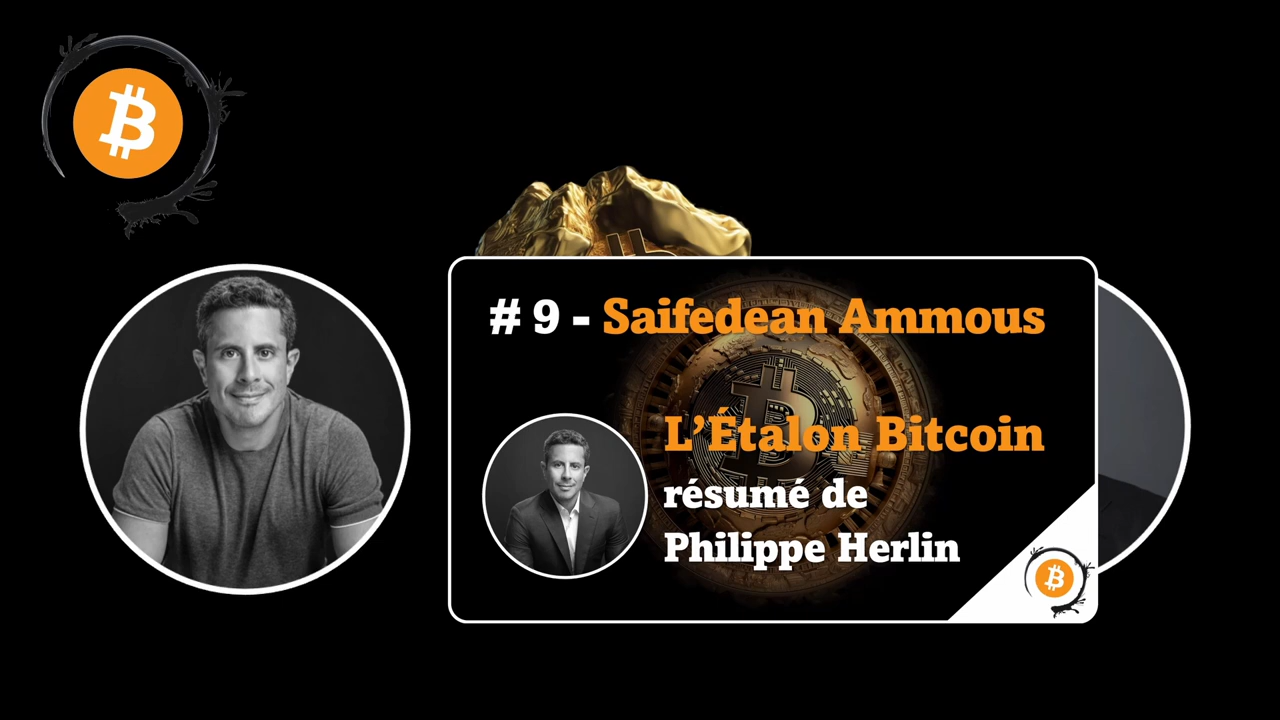 # 9 - Saifedean Ammous
L’Étalon Bitcoin
résumé de
Philippe Herlin